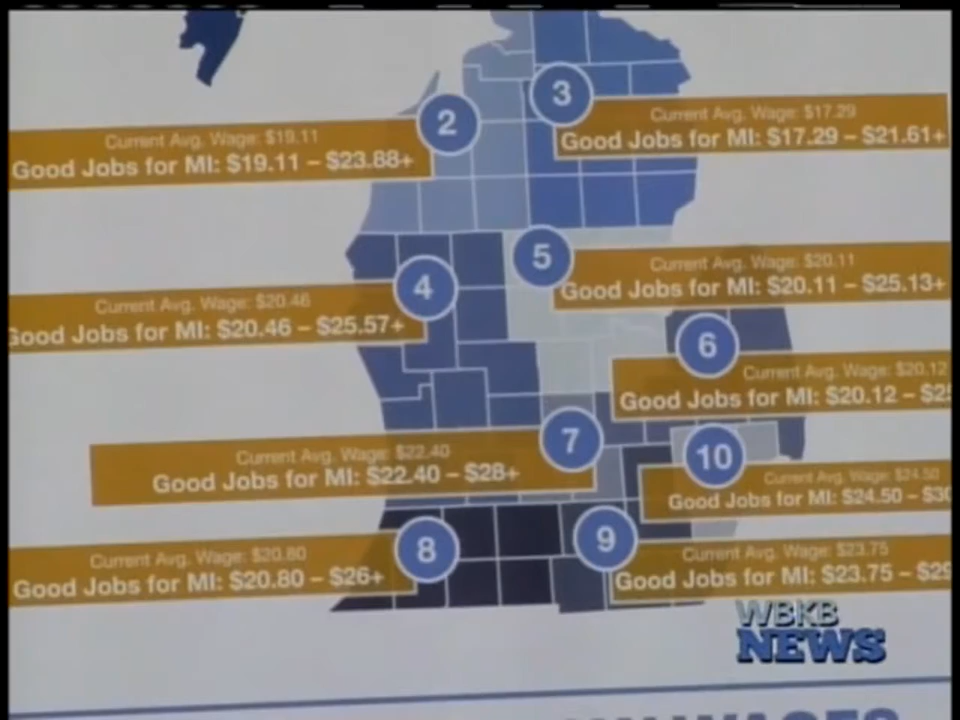 2
Current Avg. Wage: $19.11
Good Jobs for MI: $19.11 – $23.88+
3
Current Avg. Wage: $17.29
Good Jobs for MI: $17.29 – $21.61+
4
Current Avg. Wage: $20.46
Good Jobs for MI: $20.46 – $25.57+
5
Current Avg. Wage: $20.11
Good Jobs for MI: $20.11 – $25.13+
6
Current Avg. Wage: $20.12
Good Jobs for MI: $20.12 –
7
Current Avg. Wage: $22.40
Good Jobs for MI: $22.40 – $28+
10
Current Avg. Wage: $24.50
Good Jobs for MI: $24.50 –
8
Current Avg. Wage: $20.80
Good Jobs for MI: $20.80 – $26+
9
Current Avg. Wage: $23.75
Good Jobs for MI: $23.75 –
WBKB
NEWS